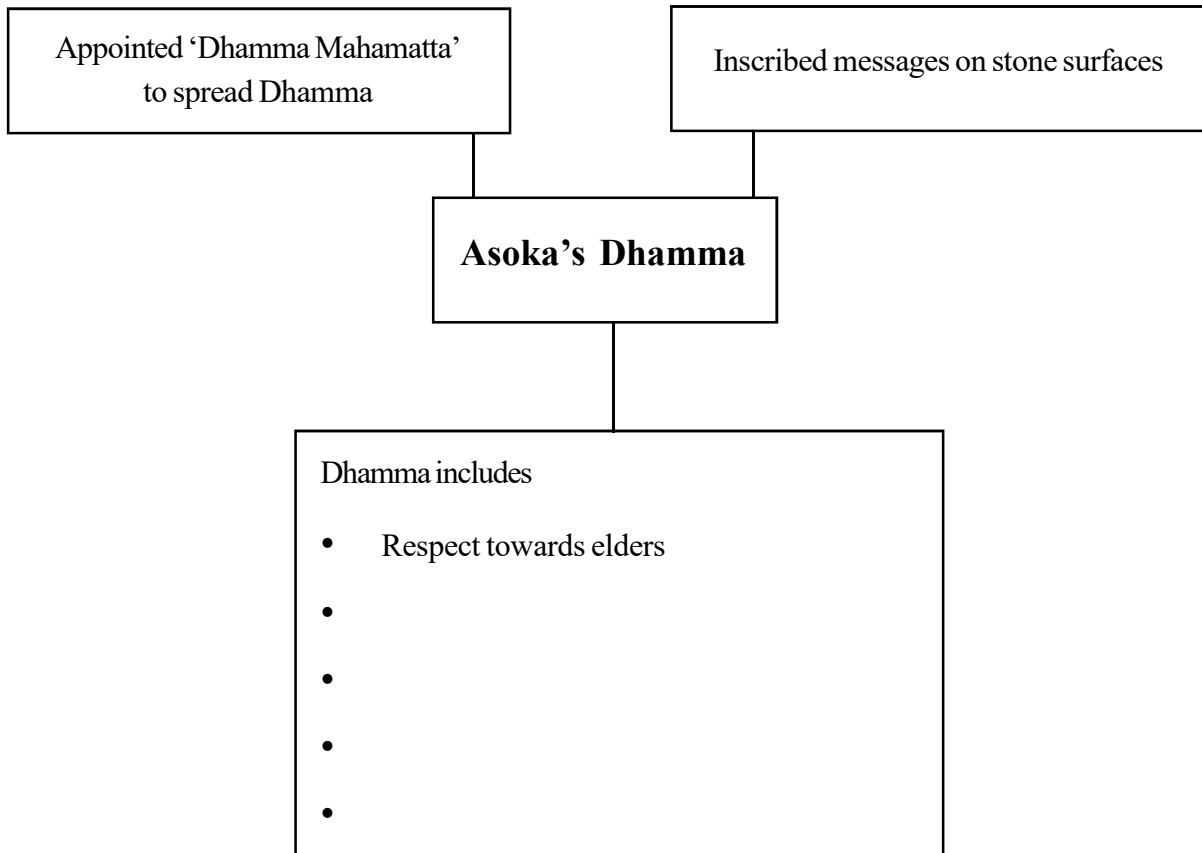 Appointed ‘Dhamma Mahamatta’
to spread Dhamma
Inscribed messages on stone surfaces
Asoka’s Dhamma
Dhamma includes
• Respect towards elders
•
•
•
•